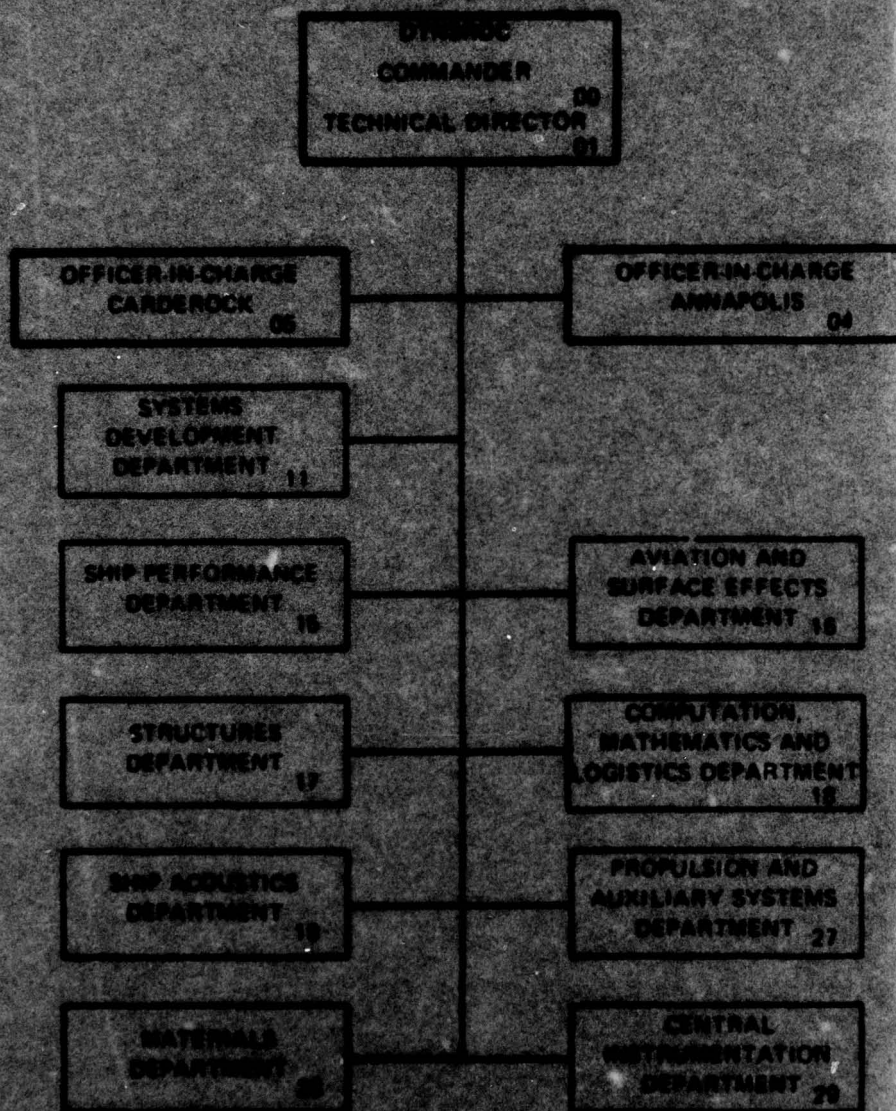 DTNSRDC
COMMANDER
00
TECHNICAL DIRECTOR
01
OFFICER-IN-CHARGE
CARDEROCK
05
OFFICER-IN-CHARGE
ANNAPOLIS
04
SYSTEMS
DEVELOPMENT
DEPARTMENT
11
SHIP PERFORMANCE
DEPARTMENT
15
AVIATION AND
SURFACE EFFECTS
DEPARTMENT
16
STRUCTURES
DEPARTMENT
17
COMPUTATION,
MATHEMATICS AND
LOGISTICS DEPARTMENT
18
SHIP ACOUSTICS
DEPARTMENT
19
PROPULSION AND
AUXILIARY SYSTEMS
DEPARTMENT
27
MATERIALS
DEPARTMENT
28
CENTRAL
INSTRUMENTATION
DEPARTMENT
29